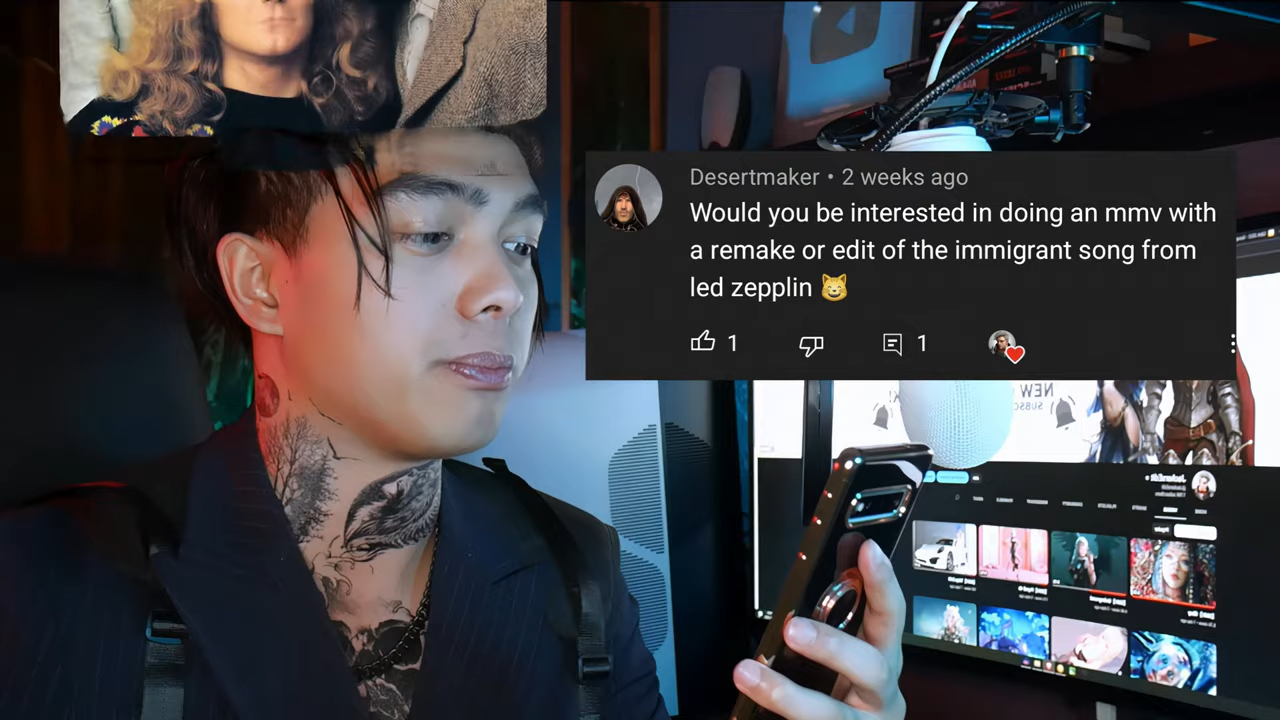 Desertmaker • 2 weeks ago
Would you be interested in doing an mmv with
a remake or edit of the immigrant song from
led zepplin 😺
1
1
NEW